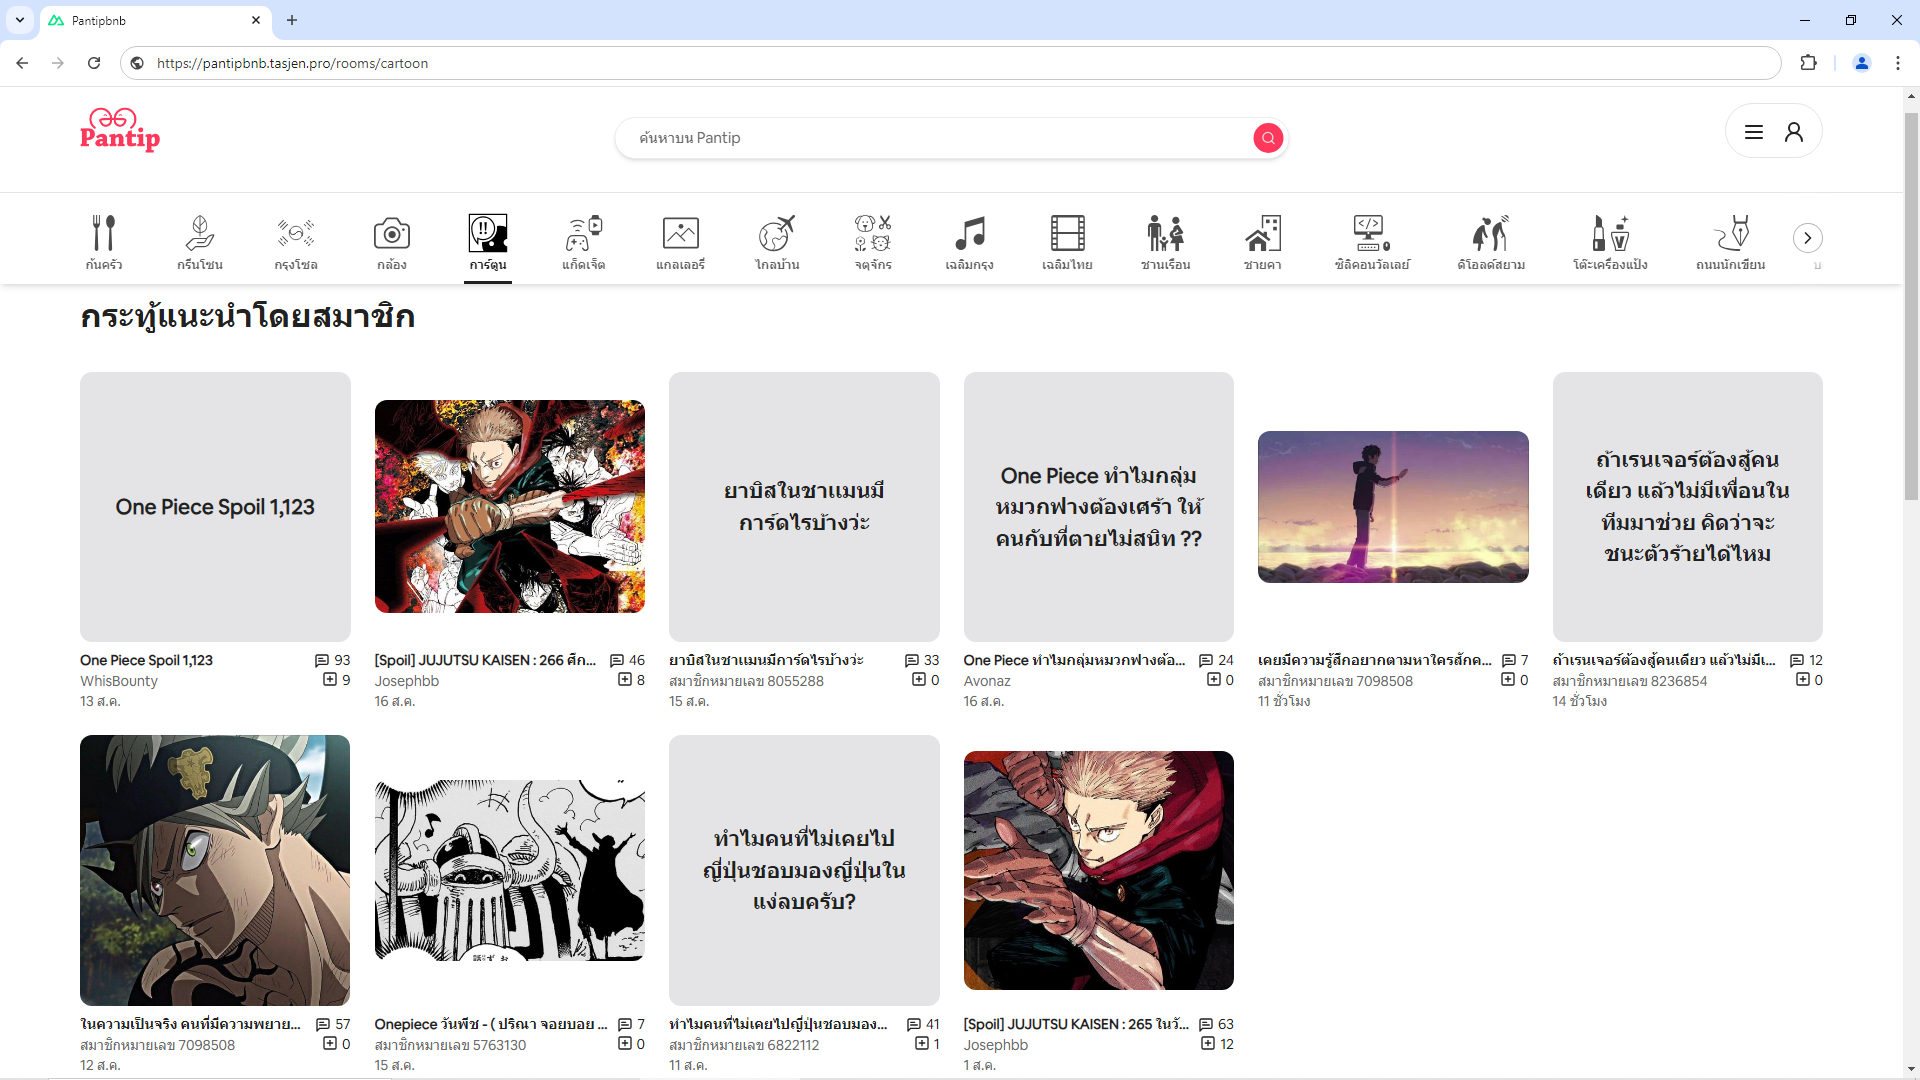 Pantipbnb
https://pantipbnb.tasjen.pro/rooms/cartoon
Pantip
ค้นหาบน Pantip
ก้นครัว
กรีนโซน
กรุงโซล
กล้อง
การ์ตูน
แก็ดเจ็ต
แกลเลอรี่
ไกลบ้าน
จตุจักร
เฉลิมกรุง
เฉลิมไทย
ชานเรือน
ชายคา
ซิลิคอนวัลเลย์
ดิโอลด์สยาม
โต๊ะเครื่องแป้ง
ถนนนักเขียน
บ
กระทู้แนะนำโดยสมาชิก
One Piece Spoil 1,123
ยาบิสในชาแมนมี
การ์ดไรบ้างว่ะ
One Piece ทำไมกลุ่ม
หมวกฟางต้องเศร้า ให้
คนกับที่ตายไม่สนิท ??
ถ้าเรนเจอร์ต้องสู้คน
เดียว แล้วไม่มีเพื่อนใน
ทีมมาช่วย คิดว่าจะ
ชนะตัวร้ายได้ไหม
One Piece Spoil 1,123 93
WhisBounty 9
13 ส.ค.
[Spoil] JUJUTSU KAISEN : 266 ศึก... 46
Josephbb 8
16 ส.ค.
ยาบิสในชาแมนมีการ์ดไรบ้างว่ะ 33
สมาชิกหมายเลข 8055288 0
15 ส.ค.
One Piece ทำไมกลุ่มหมวกฟางต้อ... 24
Avonaz 0
16 ส.ค.
เคยมีความรู้สึกอยากตามหาใครสักค... 7
สมาชิกหมายเลข 7098508 0
11 ชั่วโมง
ถ้าเรนเจอร์ต้องสู้คนเดียว แล้วไม่มีเ... 12
สมาชิกหมายเลข 8236854 0
14 ชั่วโมง
ทำไมคนที่ไม่เคยไป
ญี่ปุ่นชอบมองญี่ปุ่นใน
แง่ลบครับ?
ในความเป็นจริง คนที่มีความพยาย... 57
สมาชิกหมายเลข 7098508 0
12 ส.ค.
Onepiece วันพีช - ( ปริณา จอยบอย ... 7
สมาชิกหมายเลข 5763130 0
15 ส.ค.
ทำไมคนที่ไม่เคยไปญี่ปุ่นชอบมอง... 41
สมาชิกหมายเลข 6822112 1
11 ส.ค.
[Spoil] JUJUTSU KAISEN : 265 ในวั... 63
Josephbb 12
1 ส.ค.